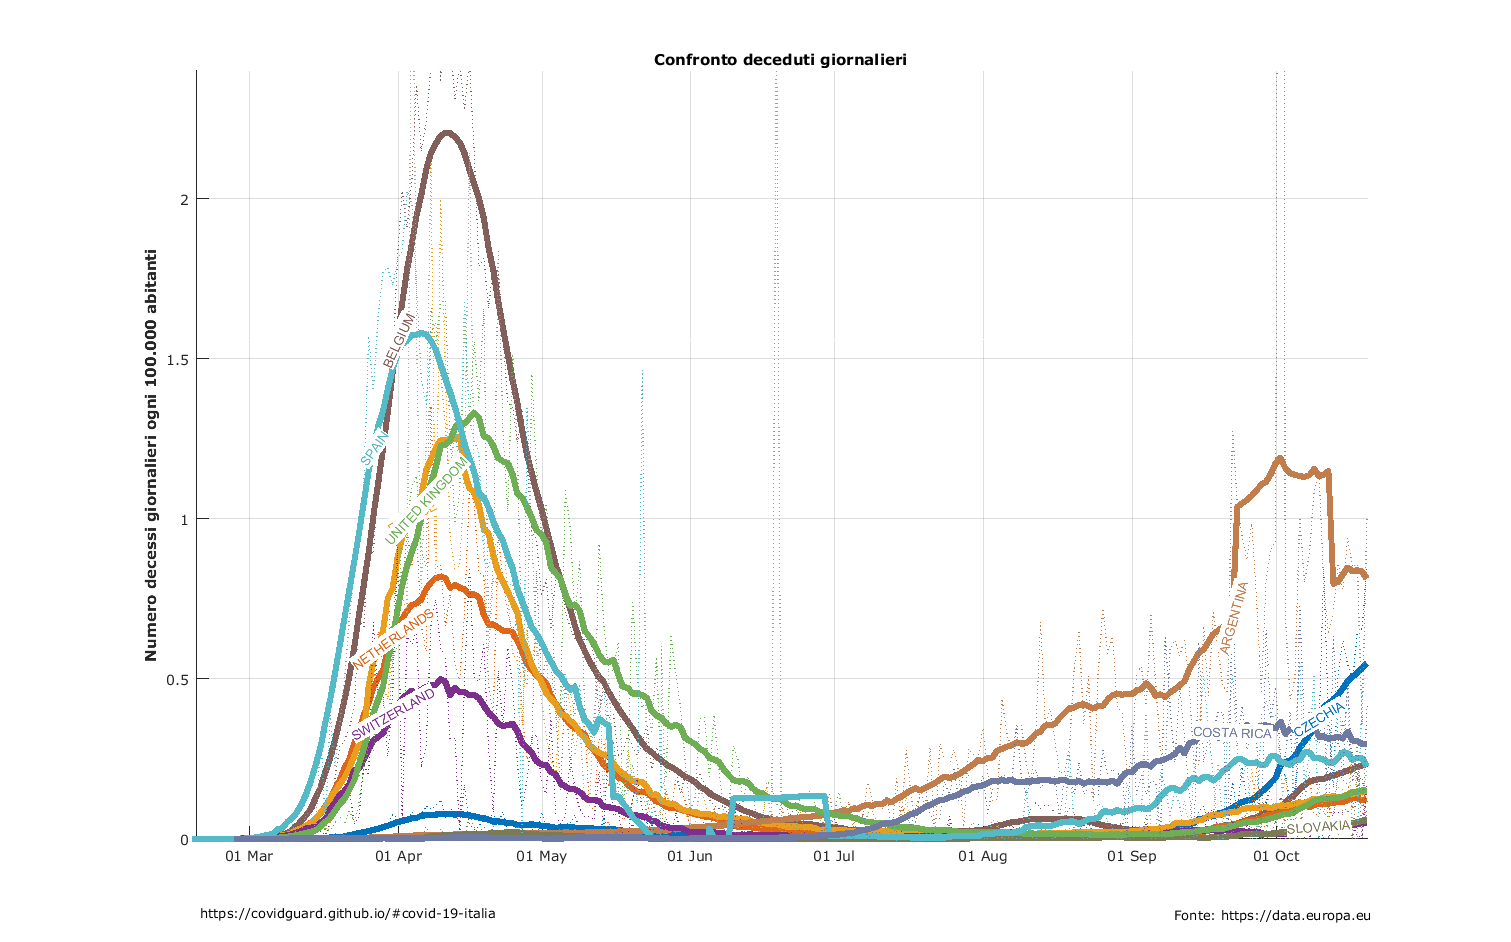 Confronto deceduti giornalieri
Numero decessi giornalieri ogni 100.000 abitanti
2
1.5
1
0.5
0
BELGIUM
SPAIN
UNITED KINGDOM
NETHERLANDS
SWITZERLAND
ARGENTINA
COSTA RICA
CZECHIA
SLOVAKIA
01 Mar
01 Apr
01 May
01 Jun
01 Jul
01 Aug
01 Sep
01 Oct
https://covidguard.github.io/#covid-19-italia
Fonte: https://data.europa.eu